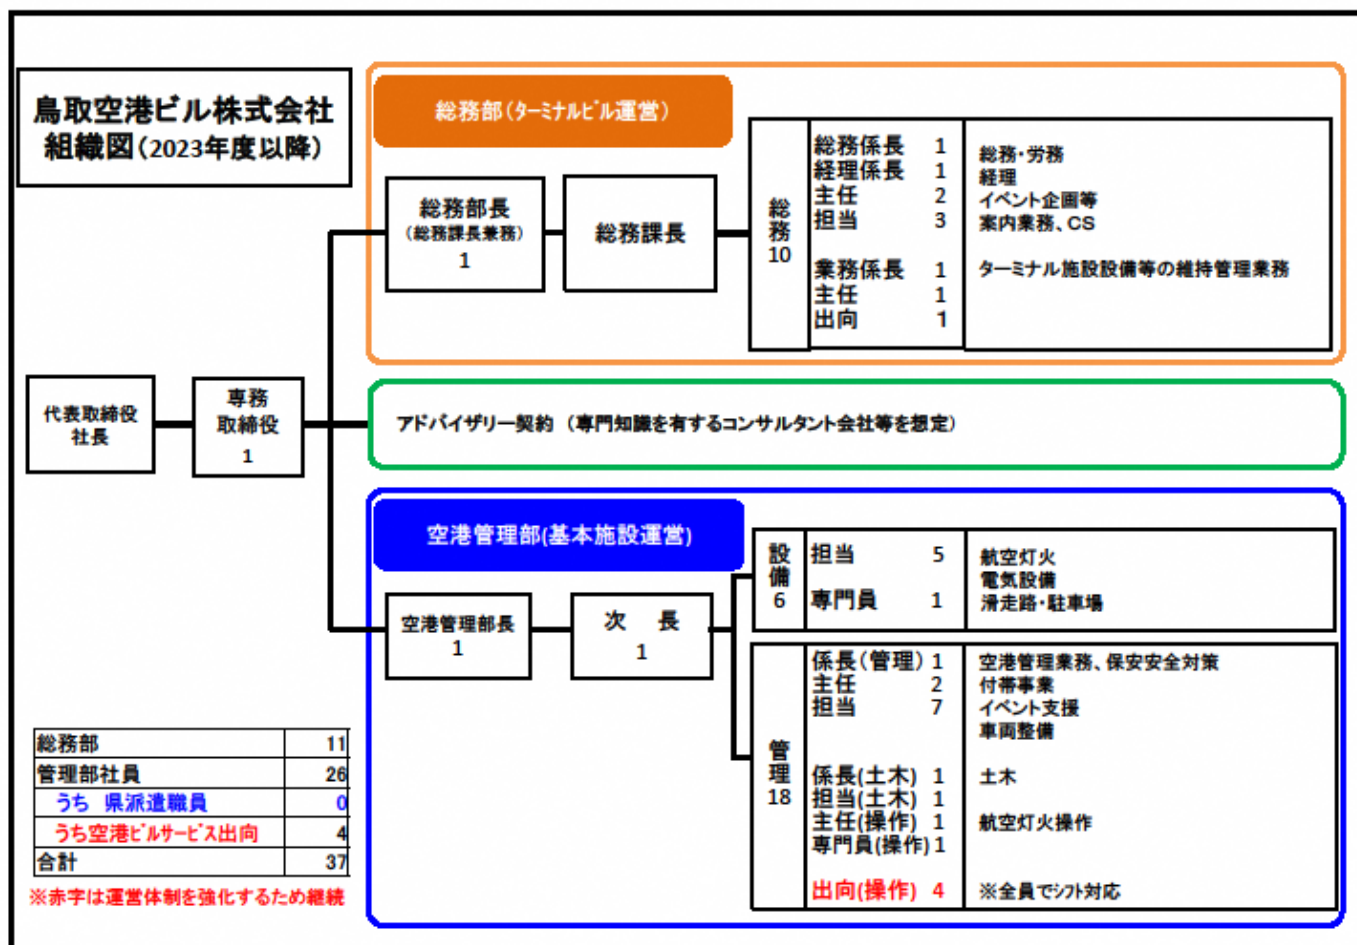 鳥取空港ビル株式会社
組織図(2023年度以降)
総務部(ターミナルビル運営)
総務部長
(総務課長兼務)
1
総務課長
総務
10
総務係長 1
経理係長 1
主任 2
担当 3
業務係長 1
主任 1
出向 1
総務・労務
経理
イベント企画等
案内業務、CS
ターミナル施設設備等の維持管理業務
代表取締役
社長
専務
取締役
1
アドバイザリー契約 (専門知識を有するコンサルタント会社等を想定)
空港管理部(基本施設運営)
空港管理部長
1
次 長
1
設備
6
担当 5
専門員 1
航空灯火
電気設備
滑走路・駐車場
管理
18
係長(管理) 1
主任 2
担当 7
係長(土木) 1
担当(土木) 1
主任(操作) 1
専門員(操作) 1
出向(操作) 4
空港管理業務、保安安全対策
付帯事業
イベント支援
車両整備
土木
航空灯火操作
※全員でシフト対応
総務部 11
管理部社員 26
うち 県派遣職員 0
うち空港ビルサービス出向 4
合計 37
※赤字は運営体制を強化するため継続